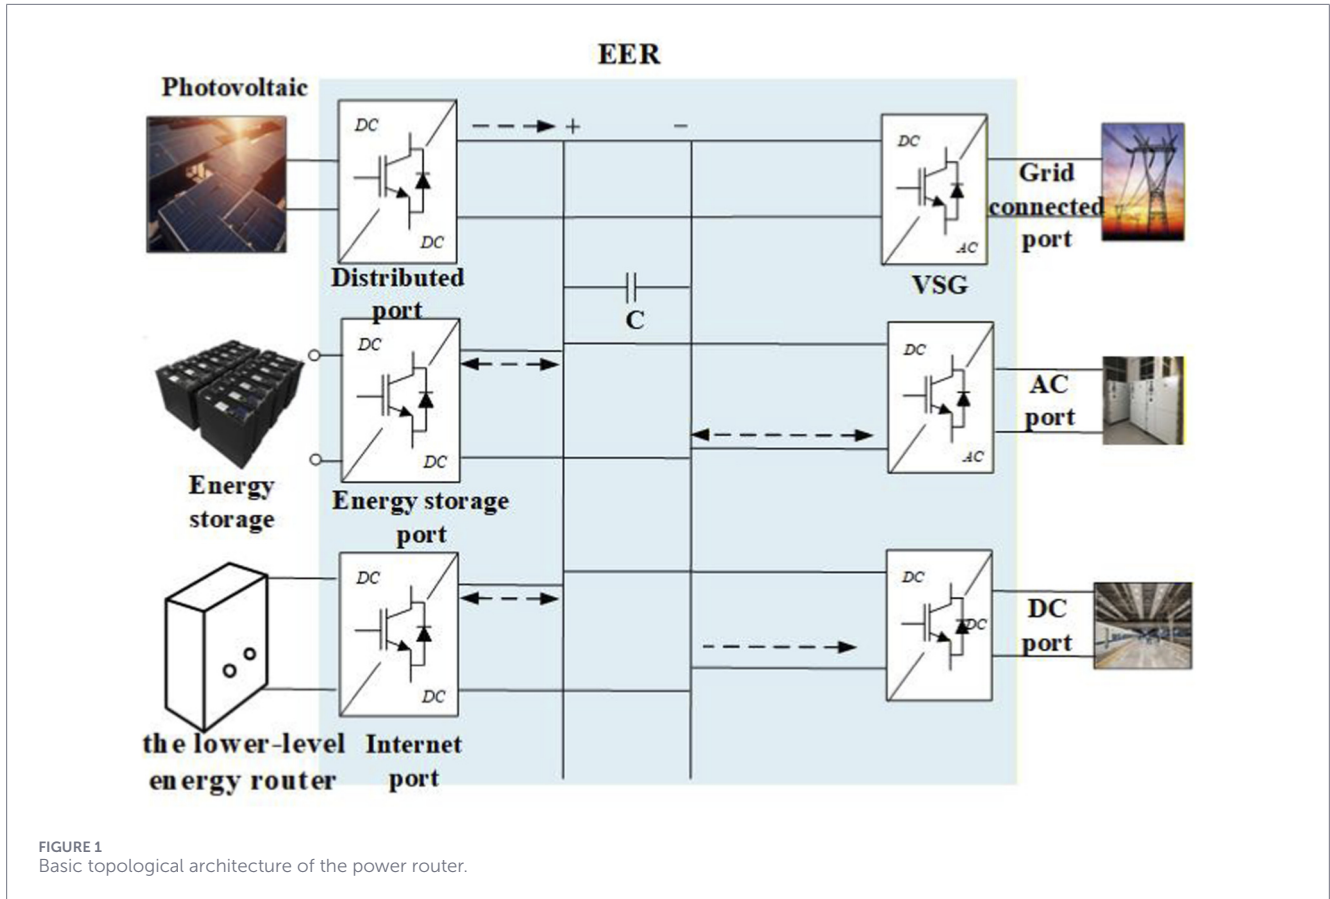 EER
Photovoltaic
DC
DC
Distributed
port
+
−
DC
AC
VSG
Grid
connected
port
C
Energy
storage
DC
DC
Energy storage
port
DC
AC
AC
port
the lower-level
energy router
DC
DC
Internet
port
DC
DC
DC
port
FIGURE 1
Basic topological architecture of the power router.